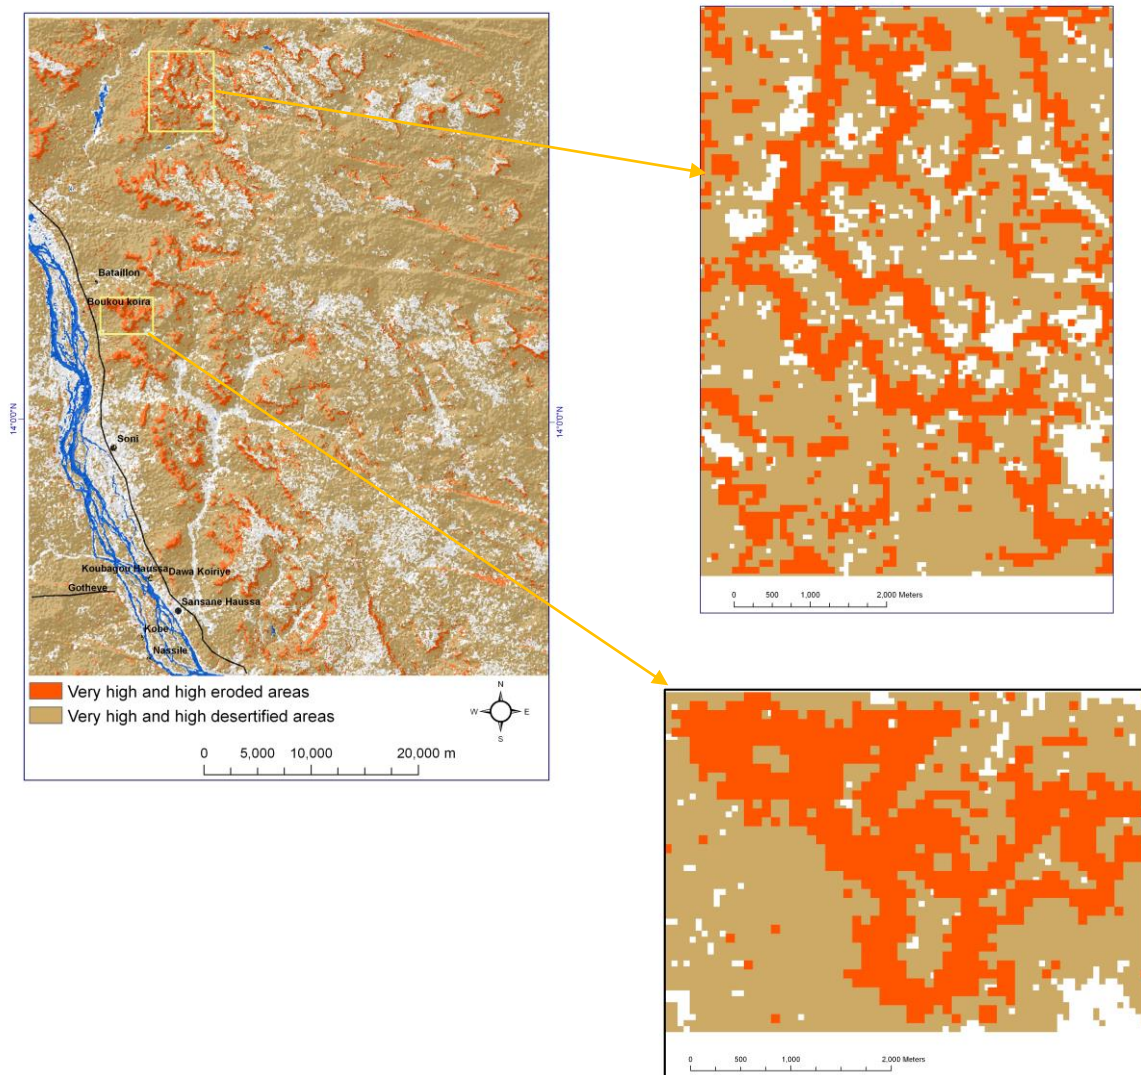 Bataillon
Boukou koira
14°0'0"N
14°0'0"N
Soni
Koubagou Haussa
Dawa Koiriye
Gotheye
Sansane Haussa
Kobe
Nassile
Very high and high eroded areas
Very high and high desertified areas
N
W
E
S
0 5,000 10,000 20,000 m
0 500 1,000 2,000 Meters
0 500 1,000 2,000 Meters